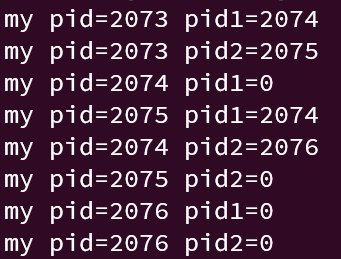 my pid=2073 pid1=2074
my pid=2073 pid2=2075
my pid=2074 pid1=0
my pid=2075 pid1=2074
my pid=2074 pid2=2076
my pid=2075 pid2=0
my pid=2076 pid1=0
my pid=2076 pid2=0